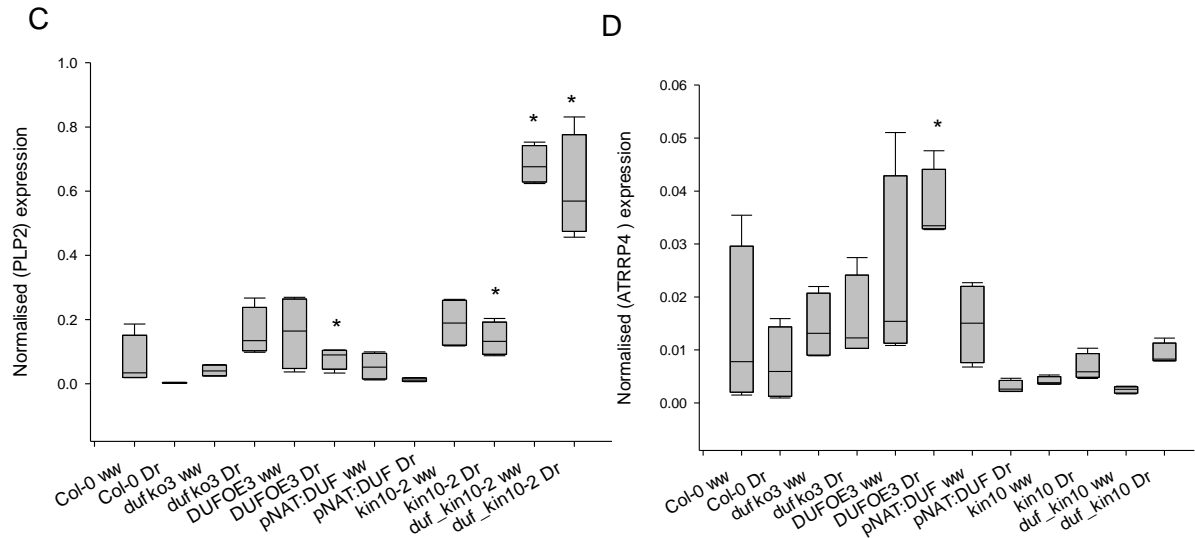 C
Normalised (PLP2) expression
1.0
0.8
0.6
0.4
0.2
0.0
*
*
*
*
Col-0 ww
Col-0 Dr
dufko3 ww
dufko3 Dr
DUFOE3 ww
DUFOE3 Dr
pNAT:DUF ww
pNAT:DUF Dr
kin10-2 ww
kin10-2 Dr
duf_kin10-2 ww
duf_kin10-2 Dr
D
Normalised (ATRRP4 ) expression
0.06
0.05
0.04
0.03
0.02
0.01
0.00
*
Col-0 ww
Col-0 Dr
dufko3 ww
dufko3 Dr
DUFOE3 ww
DUFOE3 Dr
pNAT:DUF ww
pNAT:DUF Dr
kin10 ww
kin10 Dr
duf_kin10 ww
duf_kin10 Dr